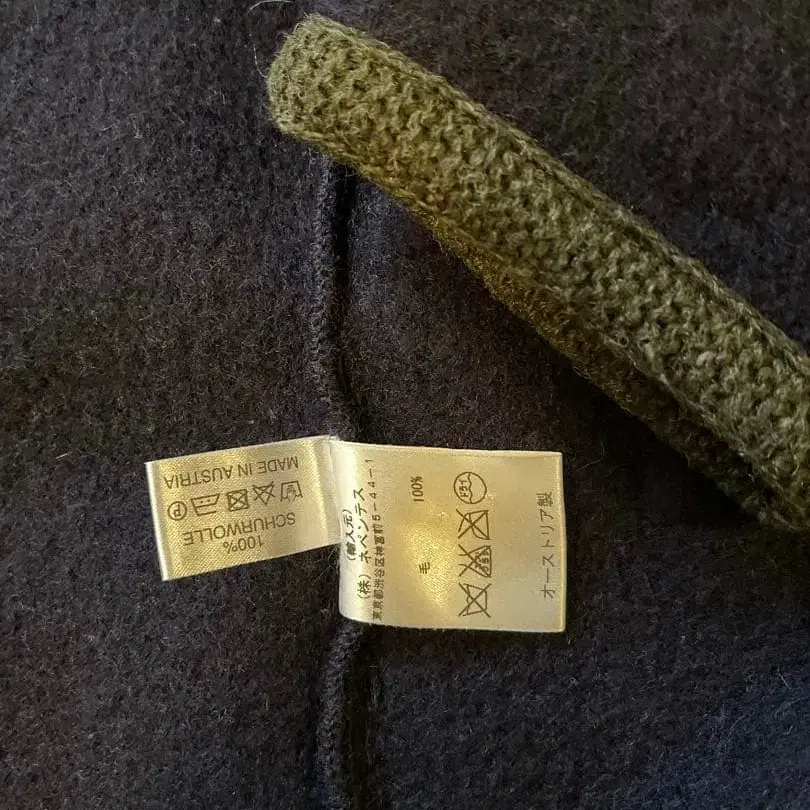 100%
SCHURWOLLE
MADE IN AUSTRIA
(輸入元)
(株) ネペンテス
東京都渋谷区神宮前5-44-1
毛 100%
オーストリア製